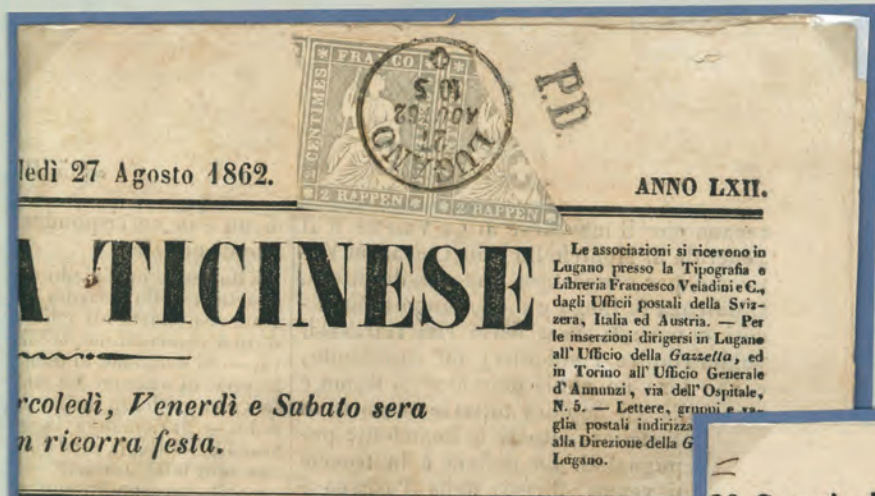 FRANCO
2 CENTIMES
2 RAPPEN
2 RAPPEN
LUGANO
AOU 62
10 S
P.D.
ledì 27 Agosto 1862.
ANNO LXII.
A TICINESE
rcoledì, Venerdì e Sabato sera
n ricorra festa.
Le associazioni si ricevono in
Lugano presso la Tipografia e
Libreria Francesco Veladini e C.,
dagli Ufficii postali della Sviz-
zera, Italia ed Austria. — Per
le inserzioni dirigersi in Lugano
all' Ufficio della Gazzetta, ed
in Torino all' Ufficio Generale
d' Annunzi, via dell' Ospitale,
N. 5. — Lettere, gruppi e va-
glia postali indirizza
alla Direzione della G
Lugano.